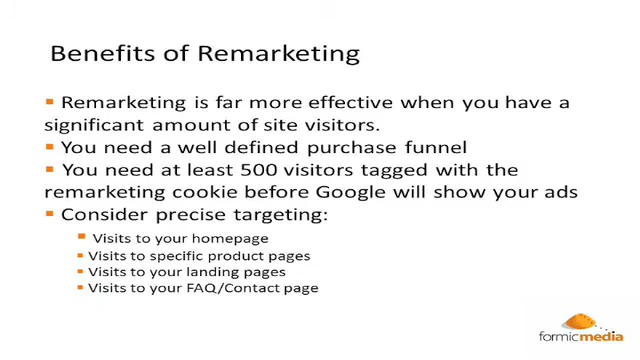 Benefits of Remarketing
Remarketing is far more effective when you have a
significant amount of site visitors.
You need a well defined purchase funnel
You need at least 500 visitors tagged with the
remarketing cookie before Google will show your ads
Consider precise targeting:
Visits to your homepage
Visits to specific product pages
Visits to your landing pages
Visits to your FAQ/Contact page
formicmedia